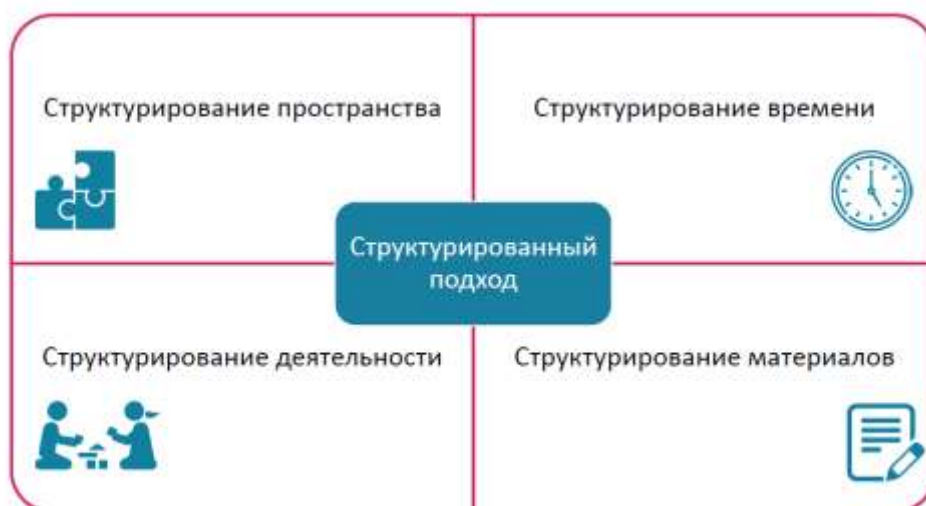 Структурирование пространства
Структурирование времени
Структурированный
подход
Структурирование деятельности
Структурирование материалов